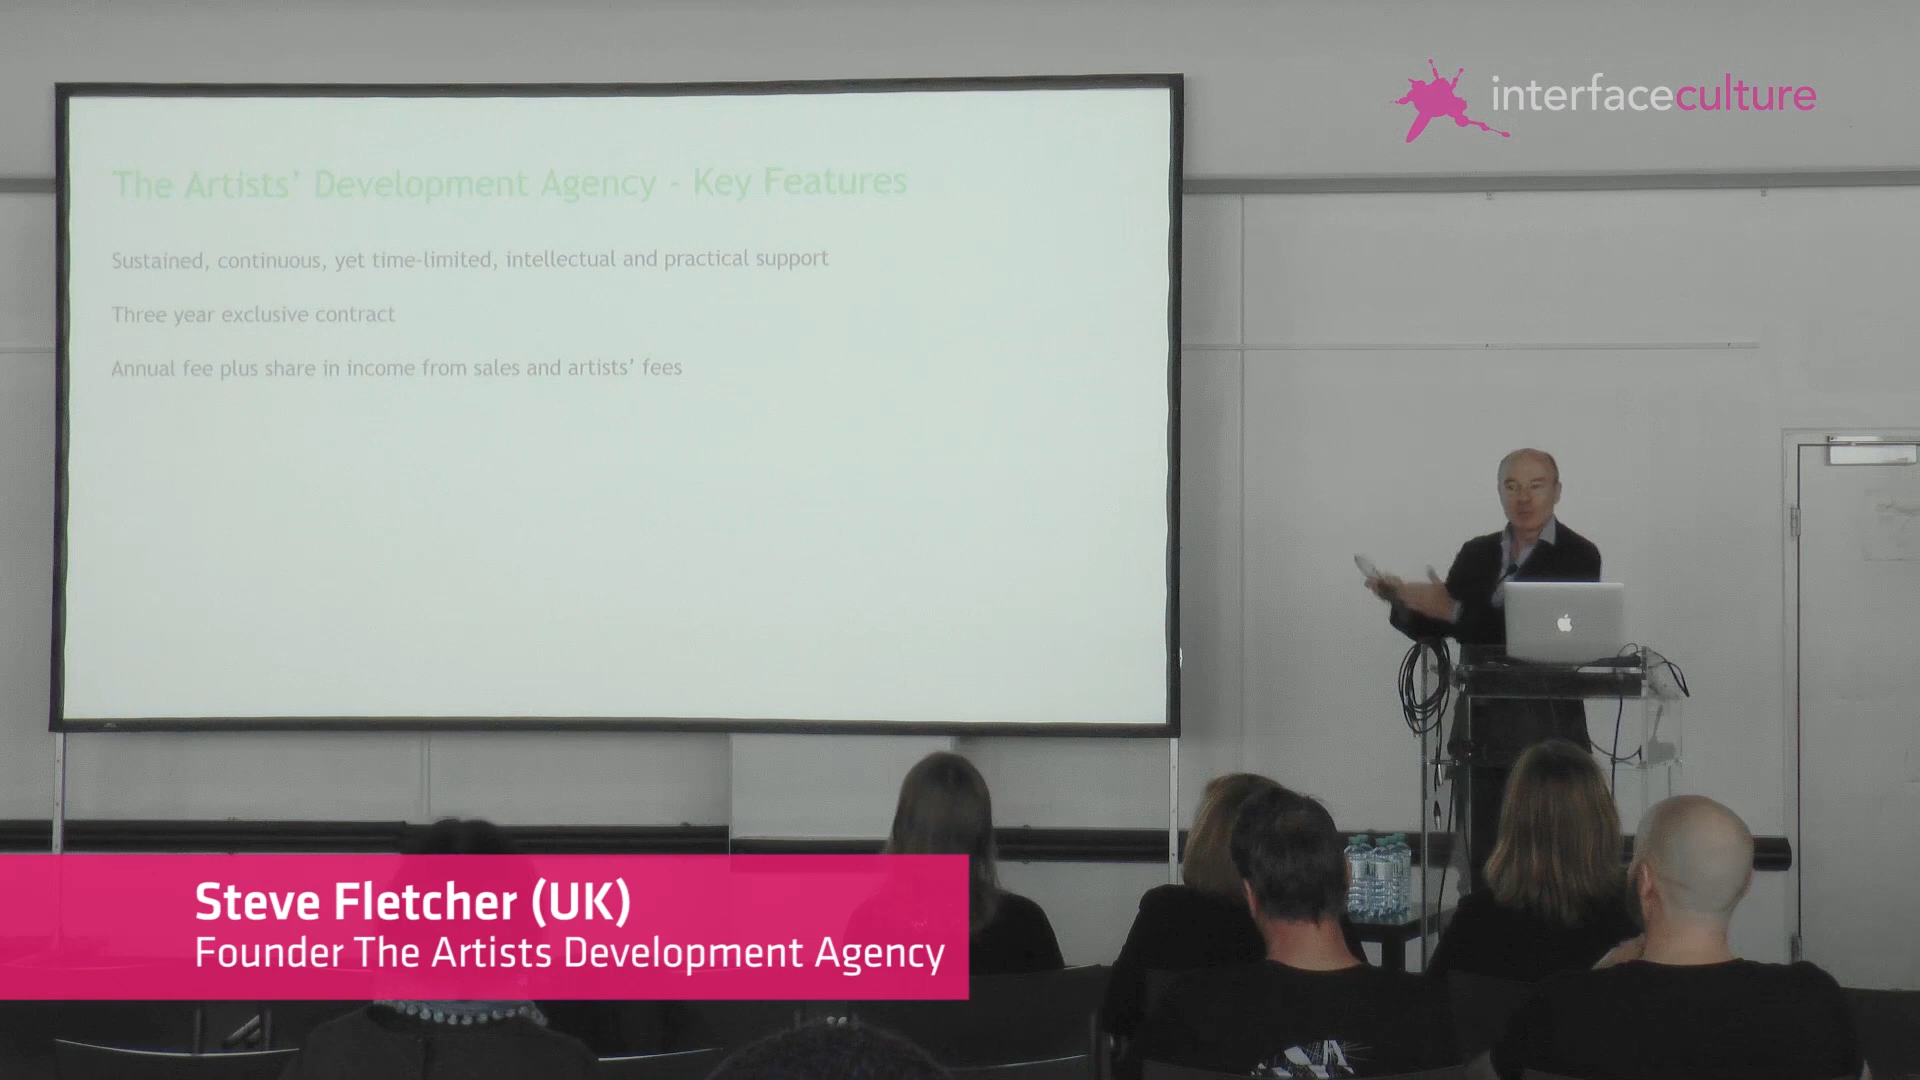 interfaceculture
The Artists' Development Agency - Key Features
Sustained, continuous, yet time-limited, intellectual and practical support
Three year exclusive contract
Annual fee plus share in income from sales and artists' fees
Steve Fletcher (UK)
Founder The Artists Development Agency